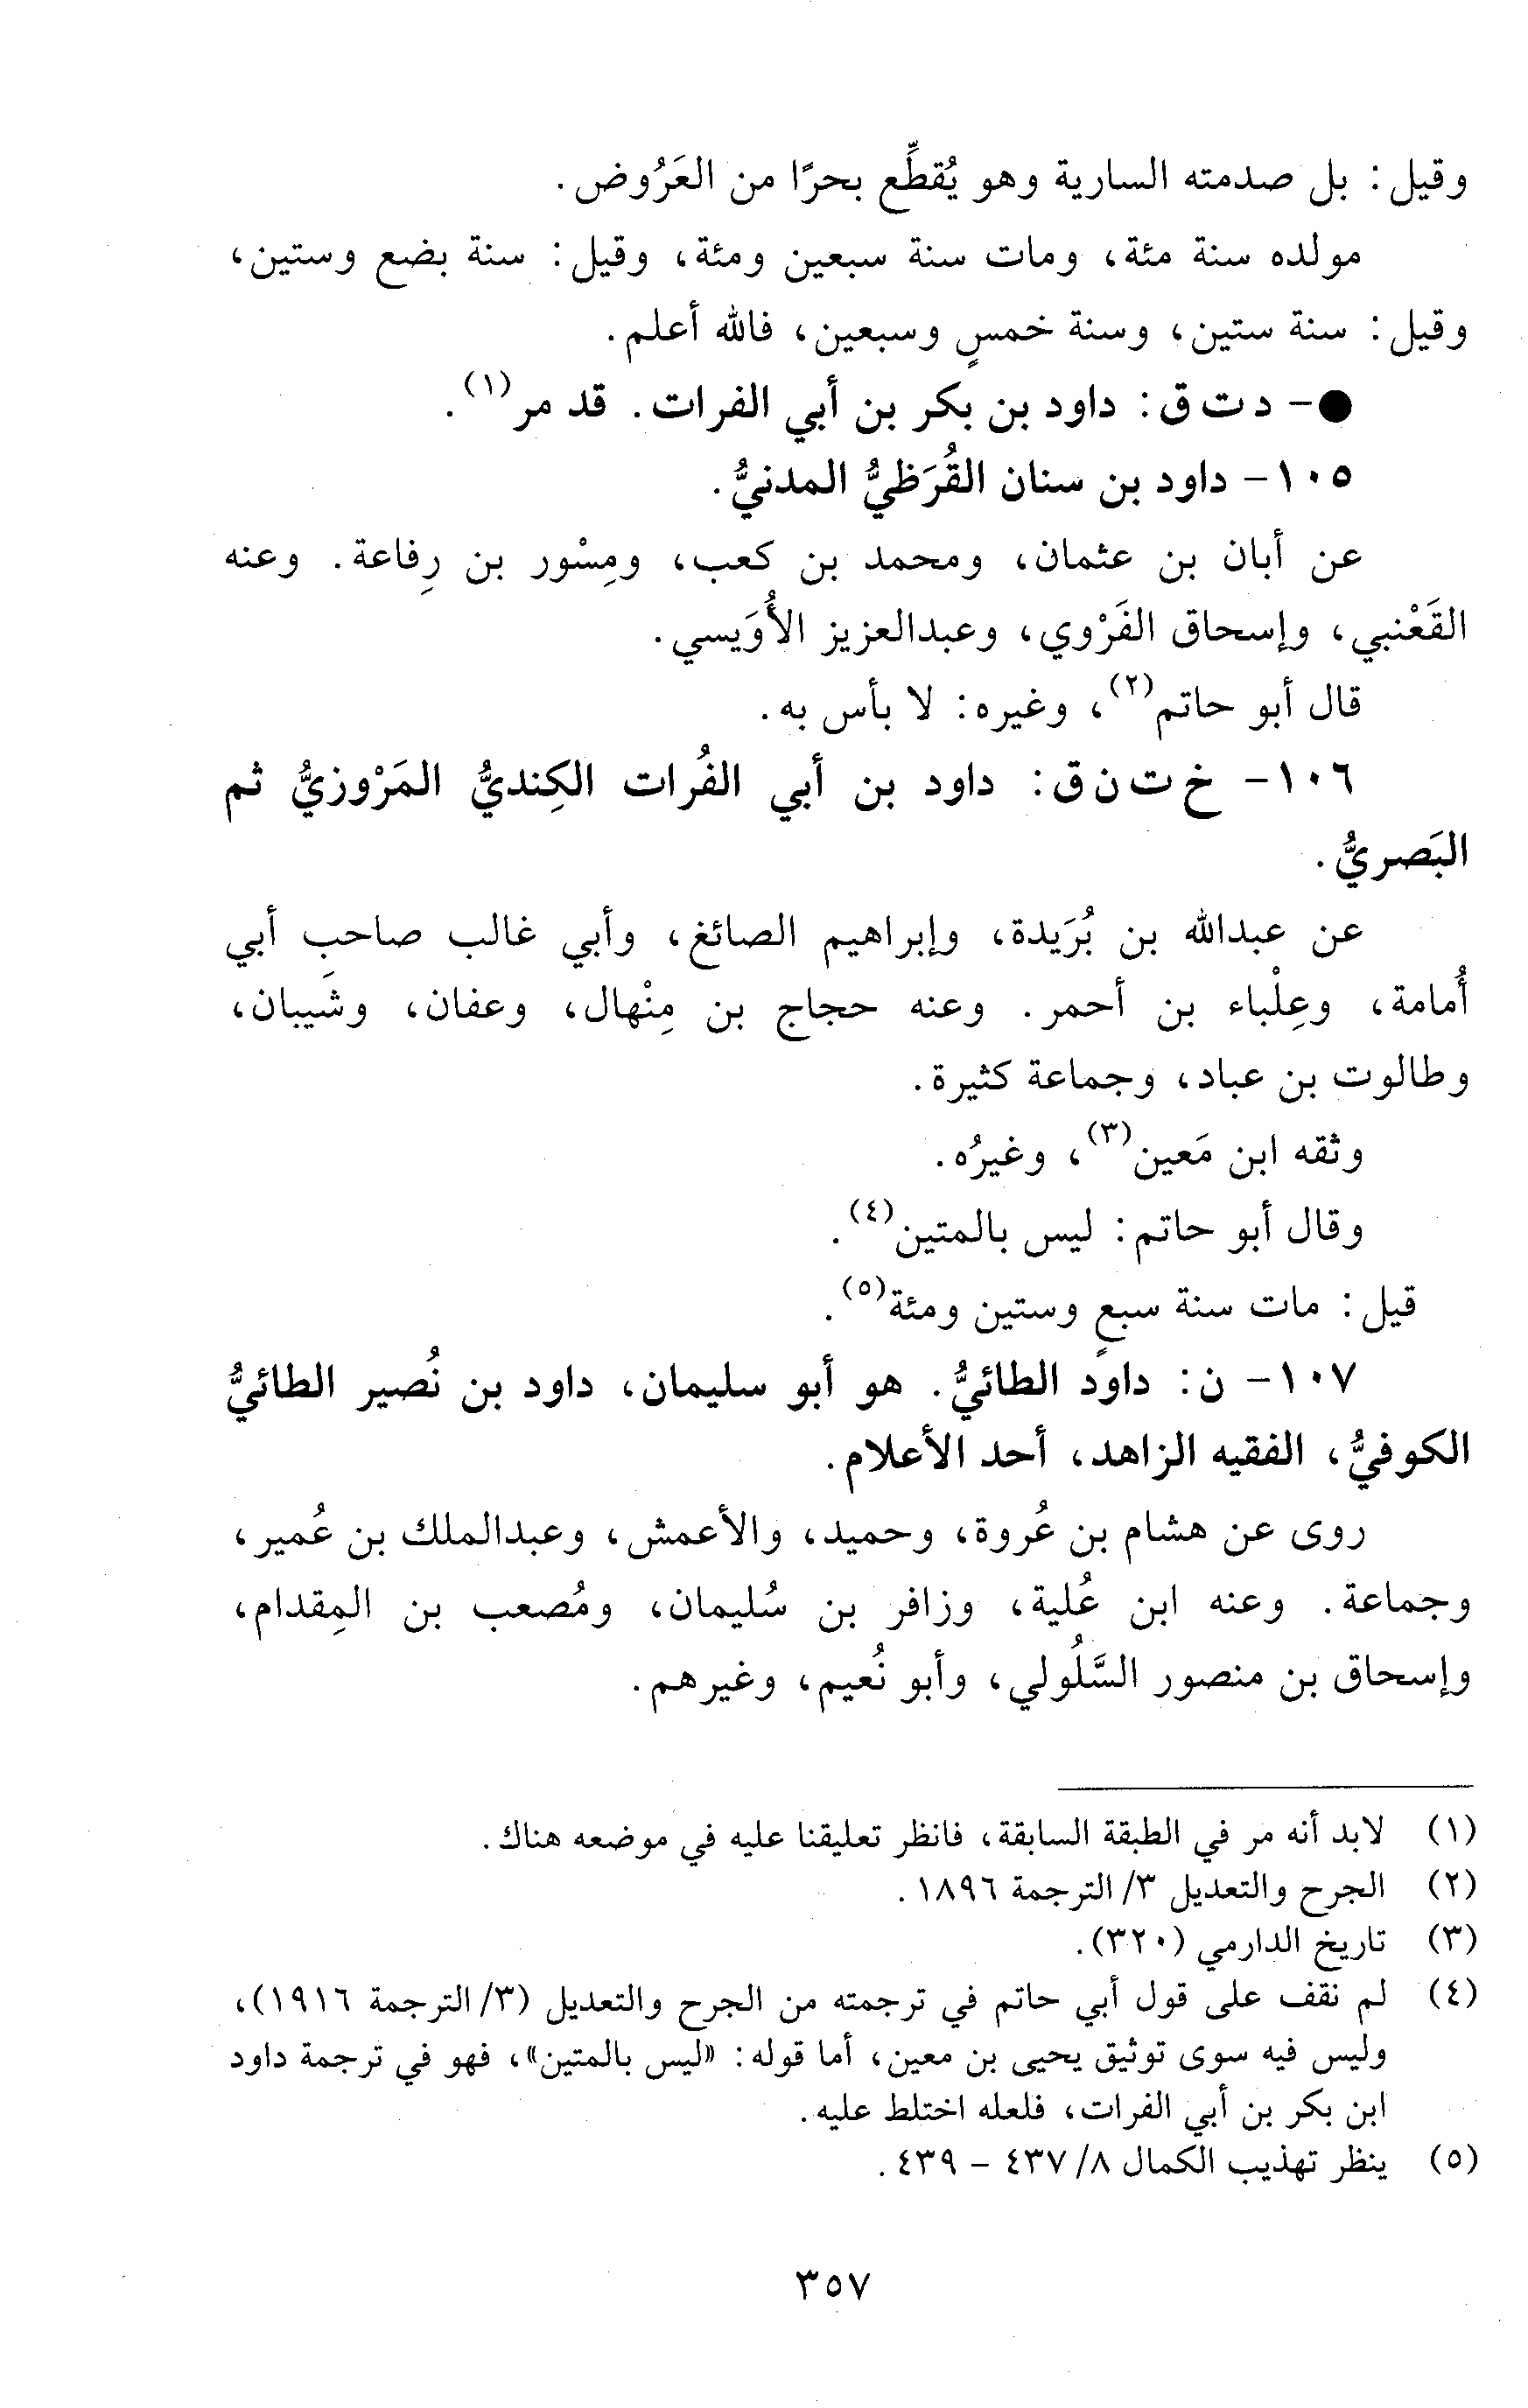 وقيل: بل صدمته السارية وهو يُقطِّع بحرًا من العَرُوض.
مولده سنة مئة، ومات سنة سبعين ومئة، وقيل: سنة بضع وستين،
وقيل: سنة ستين، وسنة خمسٍ وسبعين، فالله أعلم.
●- د ت ق: داود بن بكر بن أبي الفرات. قد مر(١).
١٠٥- داود بن سنان القُرَظيُّ المدنيُّ.
عن أبان بن عثمان، ومحمد بن كعب، ومِسْور بن رِفاعة. وعنه
القَعْنبي، وإسحاق الفَرْوي، وعبدالعزيز الأُوَيسي.
قال أبو حاتم(٢)، وغيره: لا بأس به.
١٠٦- خ ت ن ق: داود بن أبي الفُرات الكِنديُّ المَرْوزيُّ ثم
البَصريُّ.
عن عبدالله بن بُرَيدة، وإبراهيم الصائغ، وأبي غالب صاحب أبي
أُمامة، وعِلْباء بن أحمر. وعنه حجاج بن مِنْهال، وعفان، وشَيبان،
وطالوت بن عباد، وجماعة كثيرة.
وثقه ابن مَعين(٣)، وغيرُه.
وقال أبو حاتم: ليس بالمتين(٤).
قيل: مات سنة سبعٍ وستين ومئة(٥).
١٠٧- ن: داود الطائيُّ. هو أبو سليمان، داود بن نُصير الطائيُّ
الكوفيُّ، الفقيه الزاهد، أحد الأعلام.
روى عن هشام بن عُروة، وحميد، والأعمش، وعبدالملك بن عُمير،
وجماعة. وعنه ابن عُلية، وزافر بن سُليمان، ومُصعب بن المِقدام،
وإسحاق بن منصور السَّلُولي، وأبو نُعيم، وغيرهم.
(١) لابد أنه مر في الطبقة السابقة، فانظر تعليقنا عليه في موضعه هناك.
(٢) الجرح والتعديل ٣/ الترجمة ١٨٩٦.
(٣) تاريخ الدارمي (٣٢٠).
(٤) لم نقف على قول أبي حاتم في ترجمته من الجرح والتعديل (٣/ الترجمة ١٩١٦)،
وليس فيه سوى توثيق يحيى بن معين، أما قوله: «ليس بالمتين»، فهو في ترجمة داود
ابن بكر بن أبي الفرات، فلعله اختلط عليه.
(٥) ينظر تهذيب الكمال ٨/ ٤٣٧ - ٤٣٩.
٣٥٧